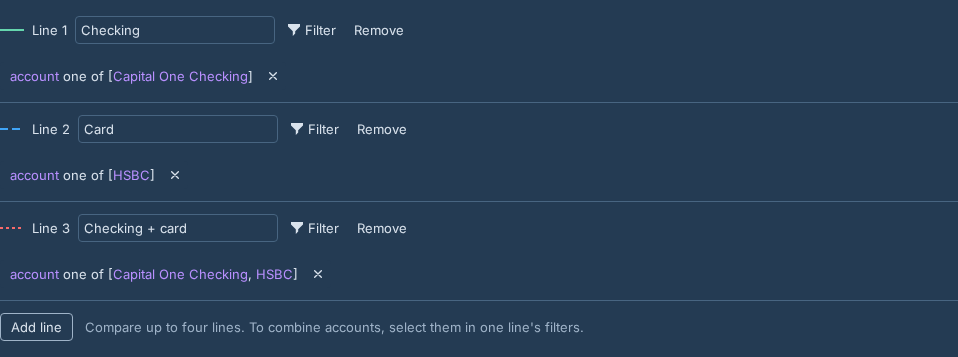 Line 1 Checking Filter Remove
account one of [Capital One Checking] ×
Line 2 Card Filter Remove
account one of [HSBC] ×
Line 3 Checking + card Filter Remove
account one of [Capital One Checking, HSBC] ×
Add line Compare up to four lines. To combine accounts, select them in one line's filters.